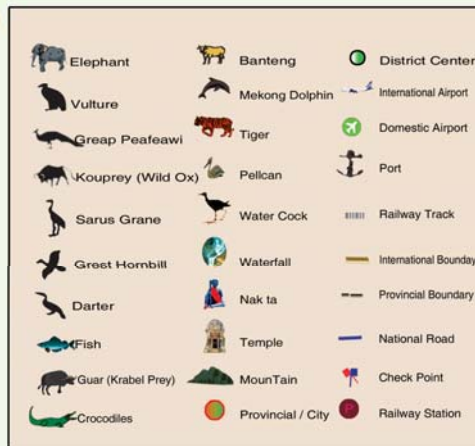 Elephant
Vulture
Greap Peafeawi
Kouprey (Wild Ox)
Sarus Grane
Grest Hornbill
Darter
Fish
Guar (Krabel Prey)
Crocodiles
Banteng
Mekong Dolphin
Tiger
Pellcan
Water Cock
Waterfall
Nak ta
Temple
MounTain
Provincial / City
District Center
International Airport
Domestic Airport
Port
Railway Track
International Bounday
Provincial Boundary
National Road
Check Point
P
Railway Station